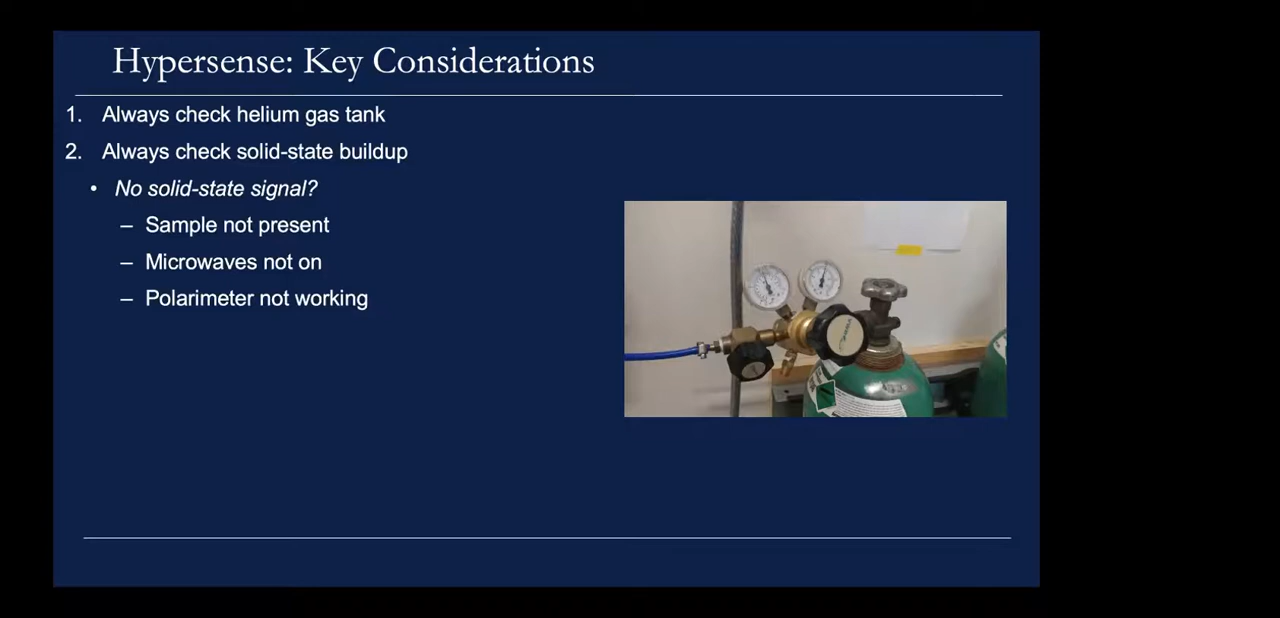 Hypersense: Key Considerations
1. Always check helium gas tank
2. Always check solid-state buildup
• No solid-state signal?
– Sample not present
– Microwaves not on
– Polarimeter not working